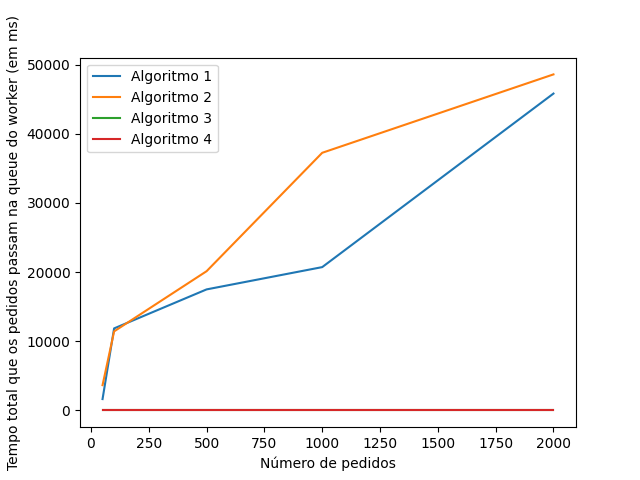 Tempo total que os pedidos passam na queue do worker (em ms)
50000
40000
30000
20000
10000
0
Algoritmo 1
Algoritmo 2
Algoritmo 3
Algoritmo 4
0 250 500 750 1000 1250 1500 1750 2000
Número de pedidos